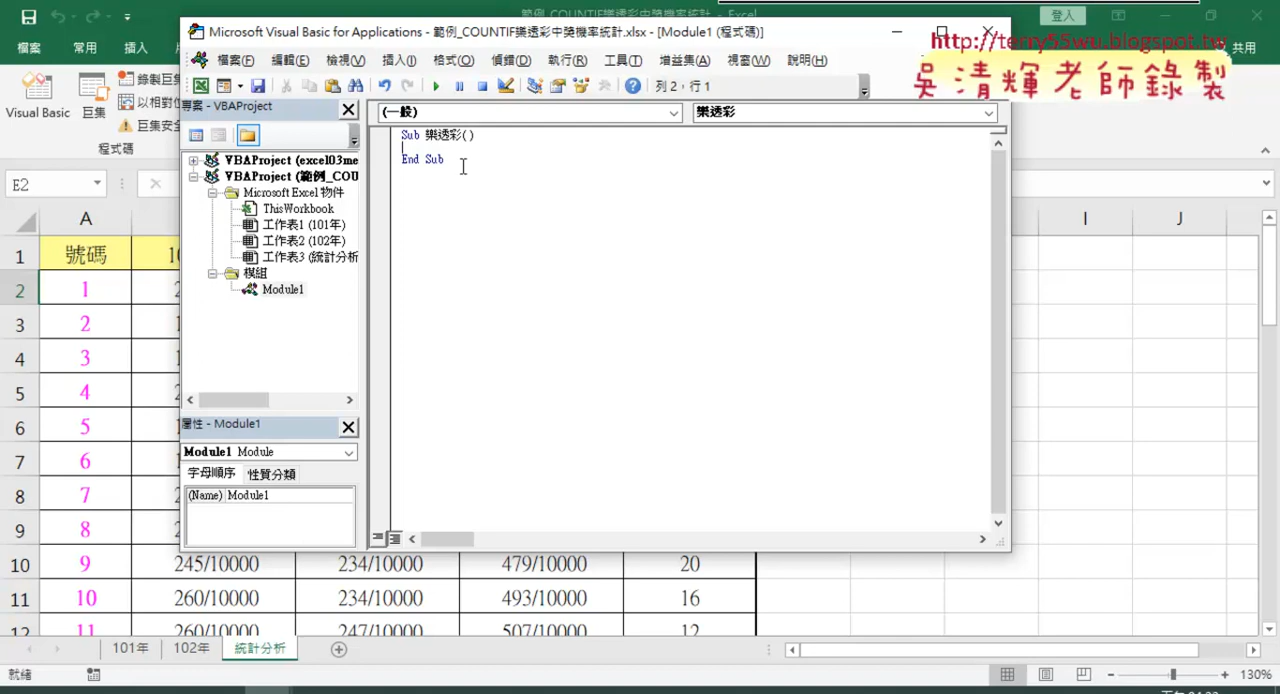 範例_COUNTIF樂透彩中獎機率統計 - Excel
登入
檔案 常用 插入
共用
http://terry55wu.blogspot.tw
吳清輝老師錄製
Visual Basic
巨集
錄製巨集
以相對位
巨集安全
程式碼
Microsoft Visual Basic for Applications - 範例_COUNTIF樂透彩中獎機率統計.xlsx - [Module1 (程式碼)]
檔案(F) 編輯(E) 檢視(V) 插入(I) 格式(O) 偵錯(D) 執行(R) 工具(T) 增益集(A) 視窗(W) 說明(H)
列 2，行 1
專案 - VBAProject
VBAProject (excel03me
VBAProject (範例_COU
Microsoft Excel 物件
ThisWorkbook
工作表1 (101年)
工作表2 (102年)
工作表3 (統計分析
模組
Module1
屬性 - Module1
Module1 Module
字母順序 性質分類
(Name) Module1
(一般) 樂透彩
Sub 樂透彩()
End Sub
E2
A I J
1 號碼 10
2 1 2
3 2 1
4 3 1
5 4 2
6 5 1
7 6 1
8 7 2
9 8 2
10 9 245/10000 234/10000 479/10000 20
11 10 260/10000 234/10000 493/10000 16
12 11 260/10000 247/10000 507/10000 12
101年 102年 統計分析
就緒
130%